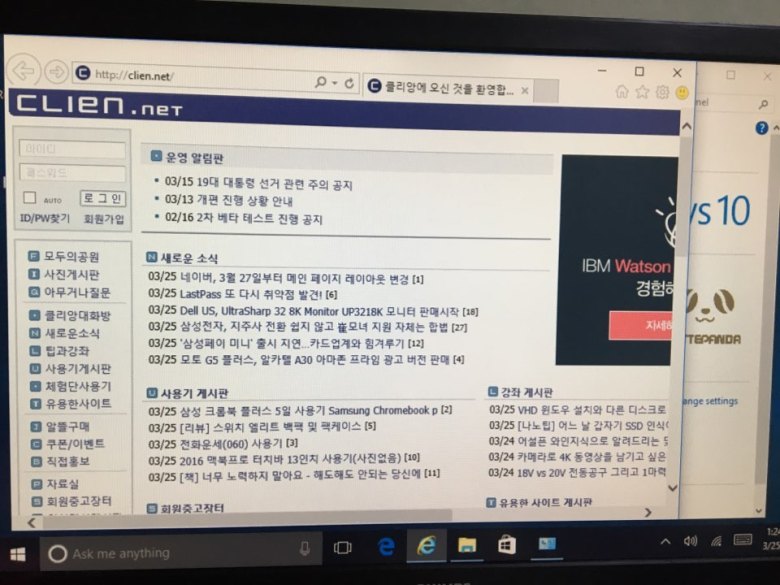 http://clien.net/
클리앙에 오신 것을 환영합...
CLIEN.NET
아이디
패스워드
AUTO
로그인
ID/PW찾기 회원가입
모두의공원
사진게시판
아무거나질문
클리앙대화방
새로운소식
팁과강좌
사용기게시판
체험단사용기
유용한사이트
알뜰구매
쿠폰/이벤트
직접홍보
자료실
회원중고장터
운영 알림판
03/15 19대 대통령 선거 관련 주의 공지
03/13 개편 진행 상황 안내
02/16 2차 베타 테스트 진행 공지
새로운 소식
03/25 네이버, 3월 27일부터 메인 페이지 레이아웃 변경 [1]
03/25 LastPass 또 다시 취약점 발견! [6]
03/25 Dell US, UltraSharp 32 8K Monitor UP3218K 모니터 판매시작 [18]
03/25 삼성전자, 지주사 전환 쉽지 않고 崔모녀 지원 자체는 합법 [27]
03/25 '삼성페이 미니' 출시 지연...카드업계와 힘겨루기 [12]
03/25 모토 G5 플러스, 알카텔 A30 아마존 프라임 광고 버전 판매 [4]
사용기 게시판
03/25 삼성 크롬북 플러스 5일 사용기 Samsung Chromebook p [2]
03/25 [리뷰] 스위치 엘리트 백팩 및 팩케이스 [5]
03/25 전화운세(060) 사용기 [3]
03/25 2016 맥북프로 터치바 13인치 사용기(사진없음) [10]
03/25 [책] 너무 노력하지 말아요 - 해도해도 안되는 당신에 [11]
회원중고장터
강좌 게시판
03/25 VHD 윈도우 설치와 다른 디스크로
03/25 [나노팁] 어느 날 갑자기 SSD 인식이
03/24 어설픈 와인지식으로 알려드리는
03/24 카메라로 4K 동영상을 남기고 싶은
03/24 18V vs 20V 전동공구 그리고 1마력
유용한 사이트 게시판
IBM Watson
경험하
자세히
nel
ws 10
TEPANDA
ange settings
Ask me anything
1:24
3/25